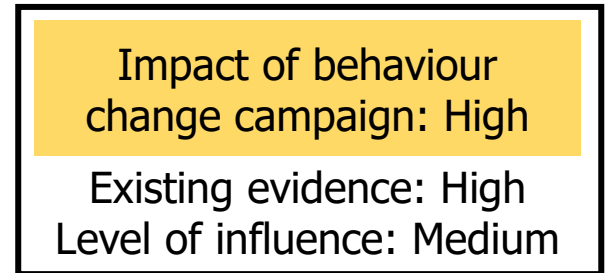 Impact of behaviour
change campaign: High
Existing evidence: High
Level of influence: Medium